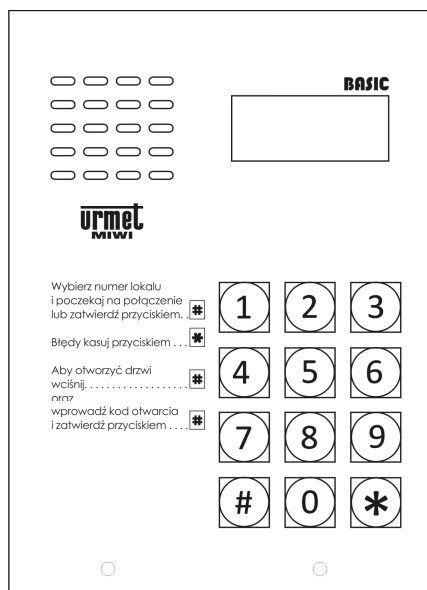 BASIC
urmet
MIWI
Wybierz numer lokalu
i poczekaj na połączenie
lub zatwierdź przyciskiem. . #
Błędy kasuj przyciskiem . . . *
Aby otworzyć drzwi
wciśnij. . . . . . . . . . . . . . . . . . #
oraz
wprowadź kod otwarcia
i zatwierdź przyciskiem . . . . #
1 2 3
4 5 6
7 8 9
# 0 *